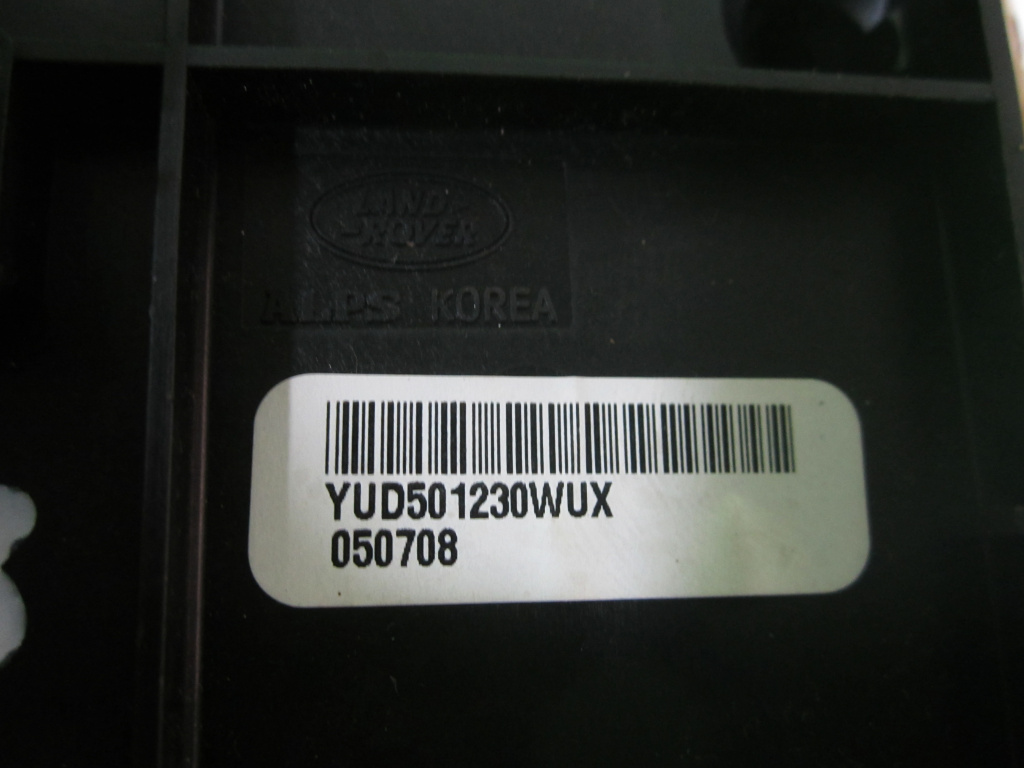 LAND-
ROVER
ALPS KOREA
YUD501230WUX
050708